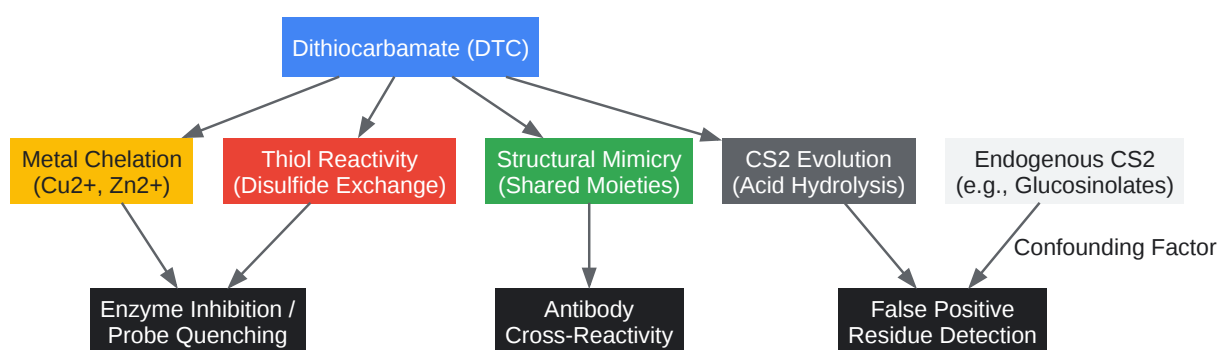 Dithiocarbamate (DTC)
Metal Chelation
(Cu2+, Zn2+)
Thiol Reactivity
(Disulfide Exchange)
Structural Mimicry
(Shared Moieties)
CS2 Evolution
(Acid Hydrolysis)
Endogenous CS2
(e.g., Glucosinolates)
Confounding Factor
Enzyme Inhibition /
Probe Quenching
Antibody
Cross-Reactivity
False Positive
Residue Detection